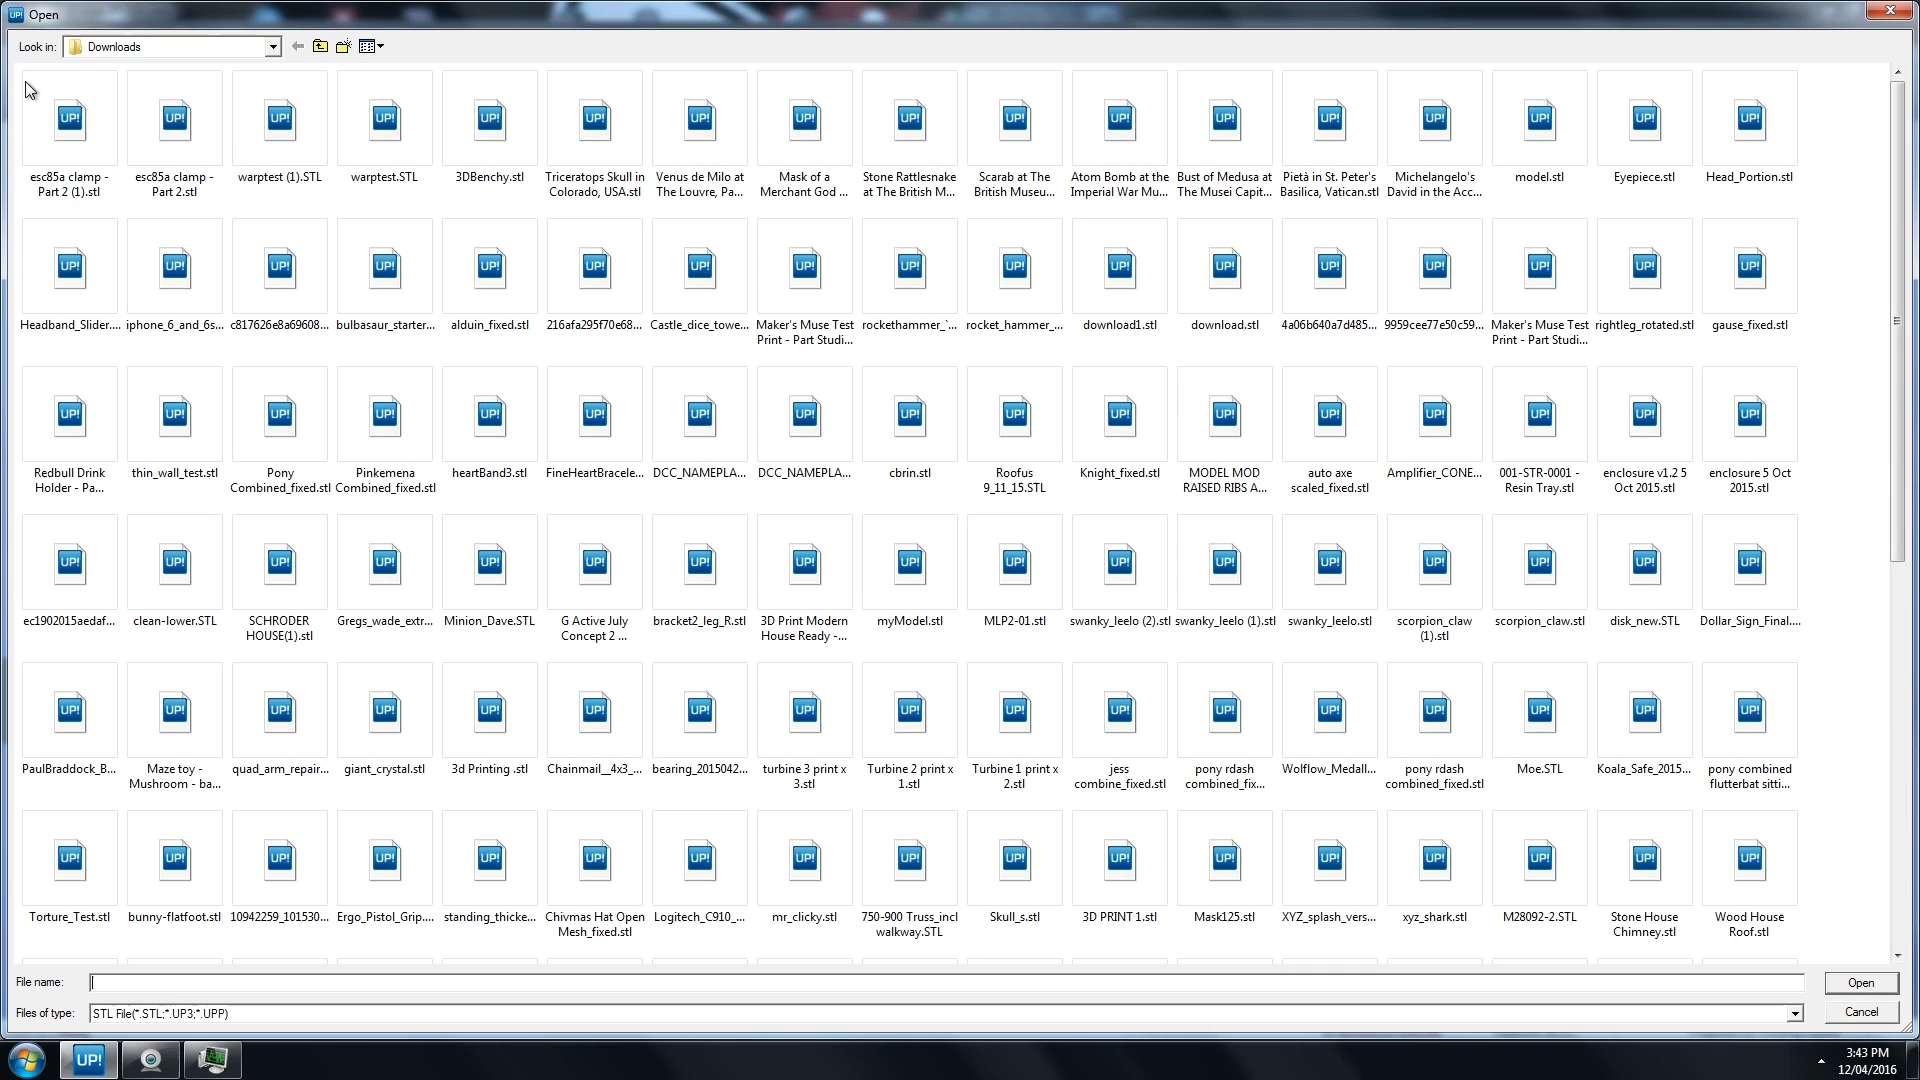 UP! Open
Look in: Downloads
esc85a clamp - Part 2 (1).stl
esc85a clamp - Part 2.stl
warptest (1).STL
warptest.STL
3DBenchy.stl
Triceratops Skull in Colorado, USA.stl
Venus de Milo at The Louvre, Pa...
Mask of a Merchant God ...
Stone Rattlesnake at The British M...
Scarab at The British Museu...
Atom Bomb at the Imperial War Mu...
Bust of Medusa at The Musei Capit...
Pietà in St. Peter's Basilica, Vatican.stl
Michelangelo's David in the Acc...
model.stl
Eyepiece.stl
Head_Portion.stl
Headband_Slider....
iphone_6_and_6s...
c817626e8a69608...
bulbasaur_starter...
alduin_fixed.stl
216afa295f70e68...
Castle_dice_towe...
Maker's Muse Test Print - Part Studi...
rockethammer_`...
rocket_hammer_...
download1.stl
download.stl
4a06b640a7d485...
9959cee77e50c59...
Maker's Muse Test Print - Part Studi...
rightleg_rotated.stl
gause_fixed.stl
Redbull Drink Holder - Pa...
thin_wall_test.stl
Pony Combined_fixed.stl
Pinkemena Combined_fixed.stl
heartBand3.stl
FineHeartBracele...
DCC_NAMEPLA...
DCC_NAMEPLA...
cbrin.stl
Roofus 9_11_15.STL
Knight_fixed.stl
MODEL MOD RAISED RIBS A...
auto axe scaled_fixed.stl
Amplifier_CONE...
001-STR-0001 - Resin Tray.stl
enclosure v1.2 5 Oct 2015.stl
enclosure 5 Oct 2015.stl
ec1902015aedaf...
clean-lower.STL
SCHRODER HOUSE(1).stl
Gregs_wade_extr...
Minion_Dave.STL
G Active July Concept 2 ...
bracket2_leg_R.stl
3D Print Modern House Ready -...
myModel.stl
MLP2-01.stl
swanky_leelo (2).stl
swanky_leelo (1).stl
swanky_leelo.stl
scorpion_claw (1).stl
scorpion_claw.stl
disk_new.STL
Dollar_Sign_Final....
PaulBraddock_B...
Maze toy - Mushroom - ba...
quad_arm_repair...
giant_crystal.stl
3d Printing .stl
Chainmail__4x3_...
bearing_2015042...
turbine 3 print x 3.stl
Turbine 2 print x 1.stl
Turbine 1 print x 2.stl
jess combine_fixed.stl
pony rdash combined_fix...
Wolflow_Medall...
pony rdash combined_fixed.stl
Moe.STL
Koala_Safe_2015...
pony combined flutterbat sitti...
Torture_Test.stl
bunny-flatfoot.stl
10942259_101530...
Ergo_Pistol_Grip....
standing_thicke...
Chivmas Hat Open Mesh_fixed.stl
Logitech_C910_...
mr_clicky.stl
750-900 Truss_incl walkway.STL
Skull_s.stl
3D PRINT 1.stl
Mask125.stl
XYZ_splash_vers...
xyz_shark.stl
M28092-2.STL
Stone House Chimney.stl
Wood House Roof.stl
File name:
Open
Files of type: STL File(*.STL;*.UP3;*.UPP)
Cancel
UP!
3:43 PM
12/04/2016